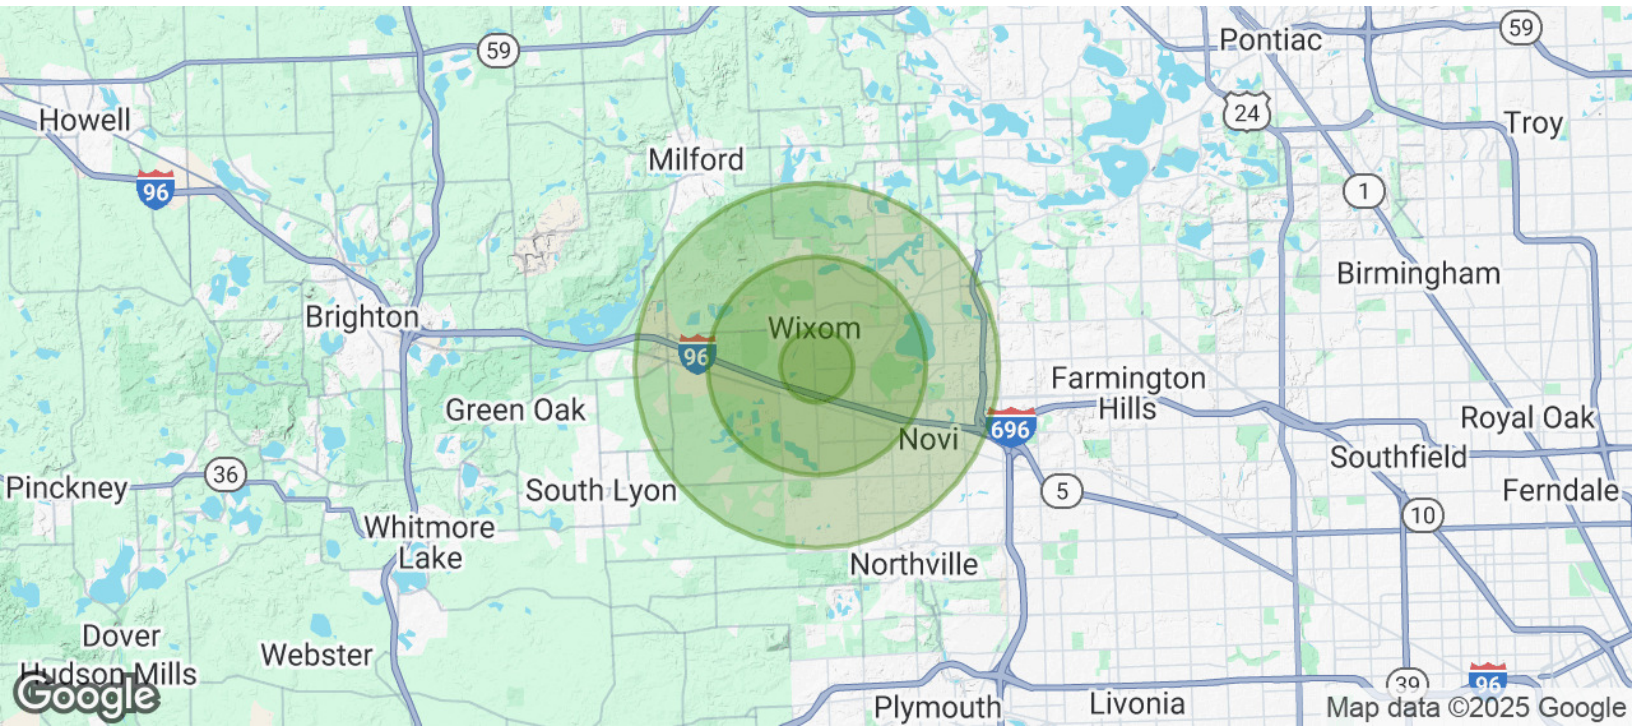 59
Pontiac
59
Howell
24
Troy
Milford
96
1
Birmingham
Brighton
Wixom
96
Farmington
Hills
Green Oak
Royal Oak
696
Novi
Southfield
36
Pinckney
South Lyon
5
Ferndale
10
Whitmore
Lake
Northville
Dover
Webster
Hudson Mills
39
96
Google
Plymouth
Livonia
Map data ©2025 Google